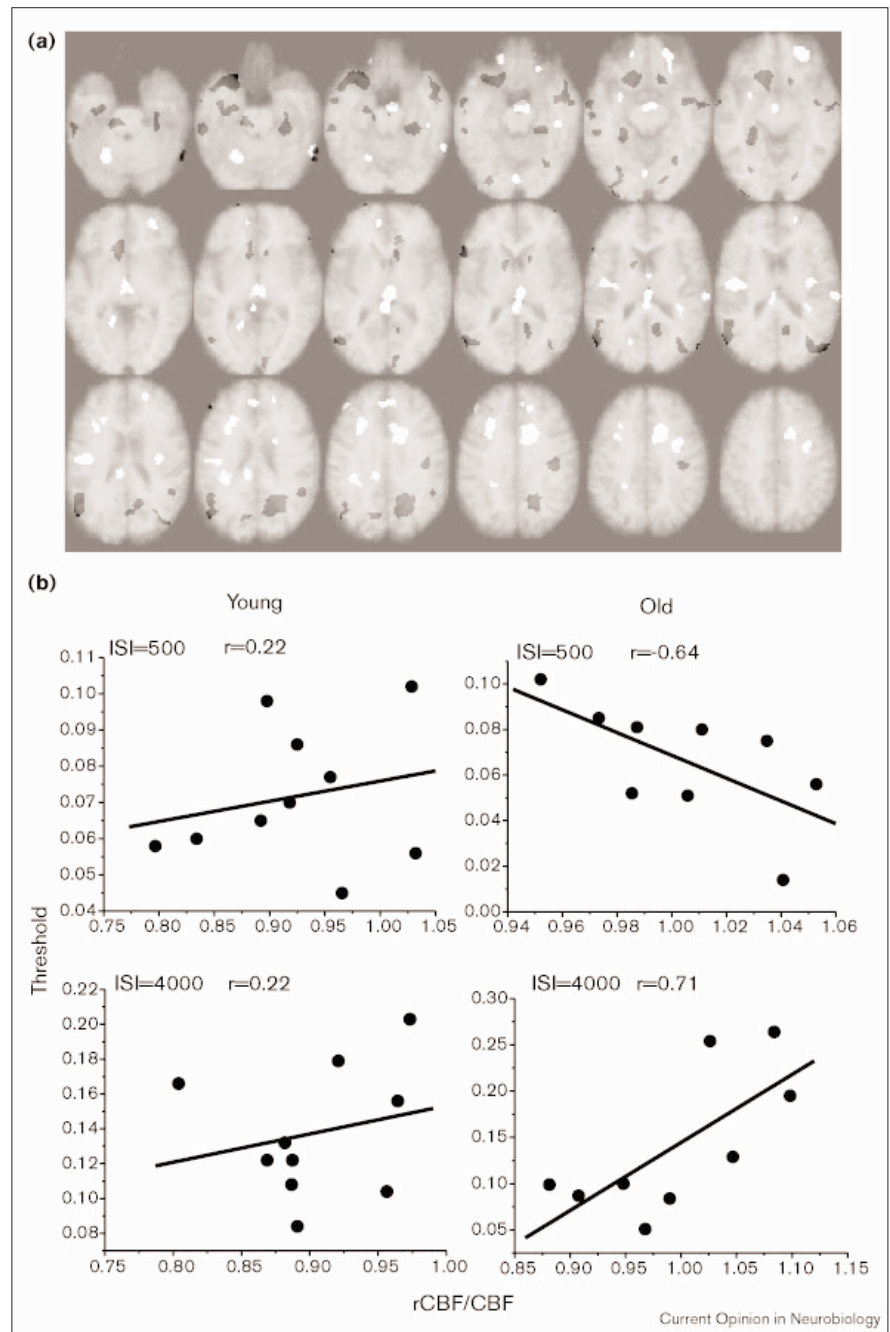 (a)
(b)
Young
Old
ISI=500 r=0.22
0.11
0.10
0.09
0.08
0.07
0.06
0.05
0.04
0.75 0.80 0.85 0.90 0.95 1.00 1.05
ISI=500 r=-0.64
0.10
0.08
0.06
0.04
0.02
0.00
0.94 0.96 0.98 1.00 1.02 1.04 1.06
Threshold
ISI=4000 r=0.22
0.22
0.20
0.18
0.16
0.14
0.12
0.10
0.08
0.75 0.80 0.85 0.90 0.95 1.00
ISI=4000 r=0.71
0.30
0.25
0.20
0.15
0.10
0.05
0.85 0.90 0.95 1.00 1.05 1.10 1.15
rCBF/CBF
Current Opinion in Neurobiology